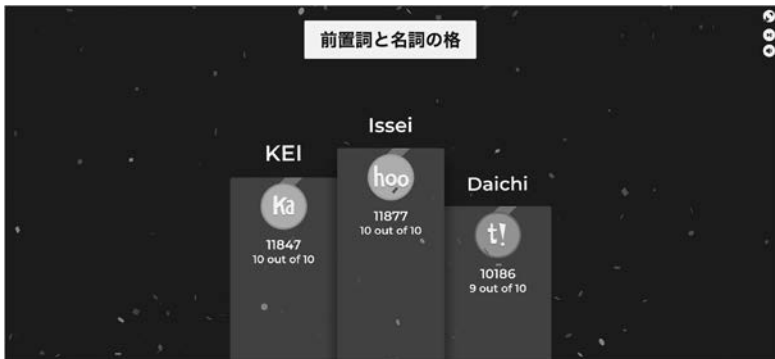 前置詞と名詞の格
Issei
hoo
11877
10 out of 10
KEI
Ka
11847
10 out of 10
Daichi
t!
10186
9 out of 10